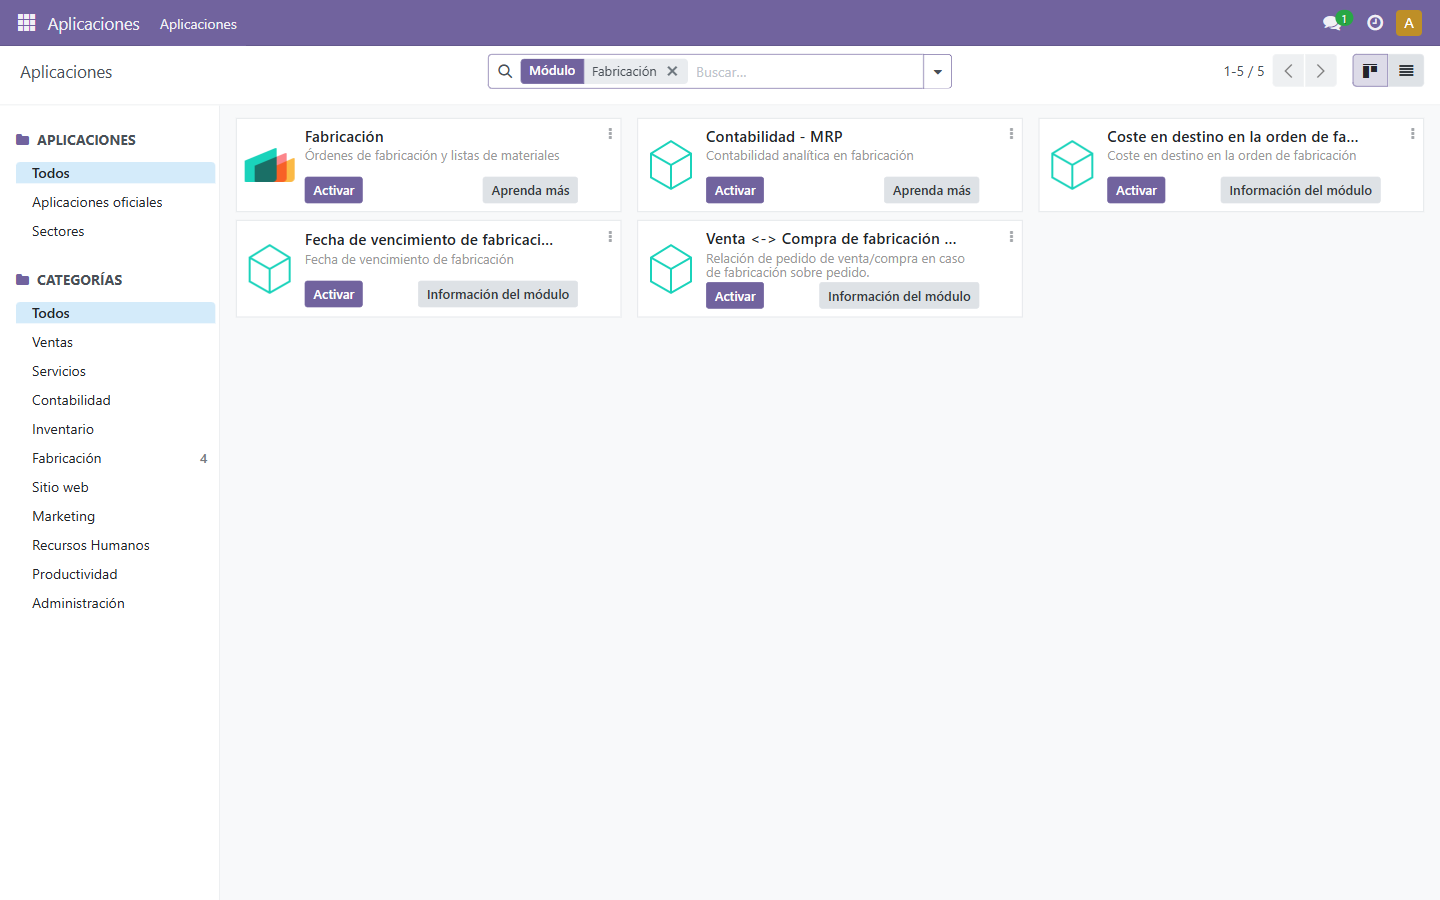 Aplicaciones
Aplicaciones
1
A
Aplicaciones
Módulo
Fabricación
Buscar...
1-5 / 5
APLICACIONES
Todos
Aplicaciones oficiales
Sectores
CATEGORÍAS
Todos
Ventas
Servicios
Contabilidad
Inventario
Fabricación 4
Sitio web
Marketing
Recursos Humanos
Productividad
Administración
Fabricación
Órdenes de fabricación y listas de materiales
Activar
Aprenda más
Contabilidad - MRP
Contabilidad analítica en fabricación
Activar
Aprenda más
Coste en destino en la orden de fa...
Coste en destino en la orden de fabricación
Activar
Información del módulo
Fecha de vencimiento de fabricaci...
Fecha de vencimiento de fabricación
Activar
Información del módulo
Venta <-> Compra de fabricación ...
Relación de pedido de venta/compra en caso
de fabricación sobre pedido.
Activar
Información del módulo